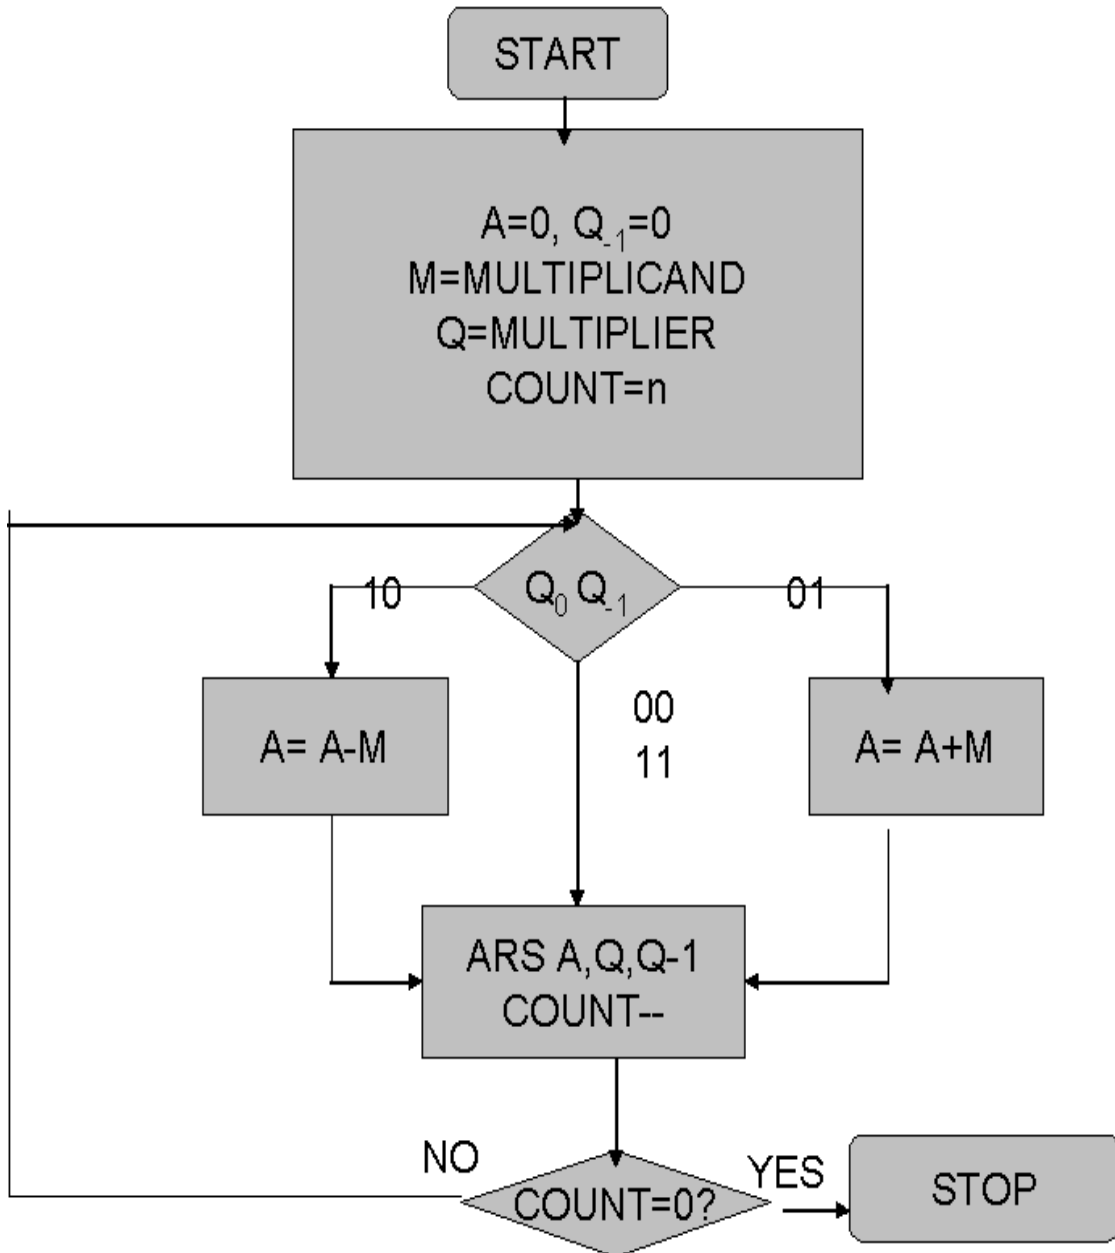 START
A=0, Q-1=0
M=MULTIPLICAND
Q=MULTIPLIER
COUNT=n
10
Q0 Q-1
01
00
11
A= A-M
A= A+M
ARS A,Q,Q-1
COUNT--
NO
COUNT=0?
YES
STOP